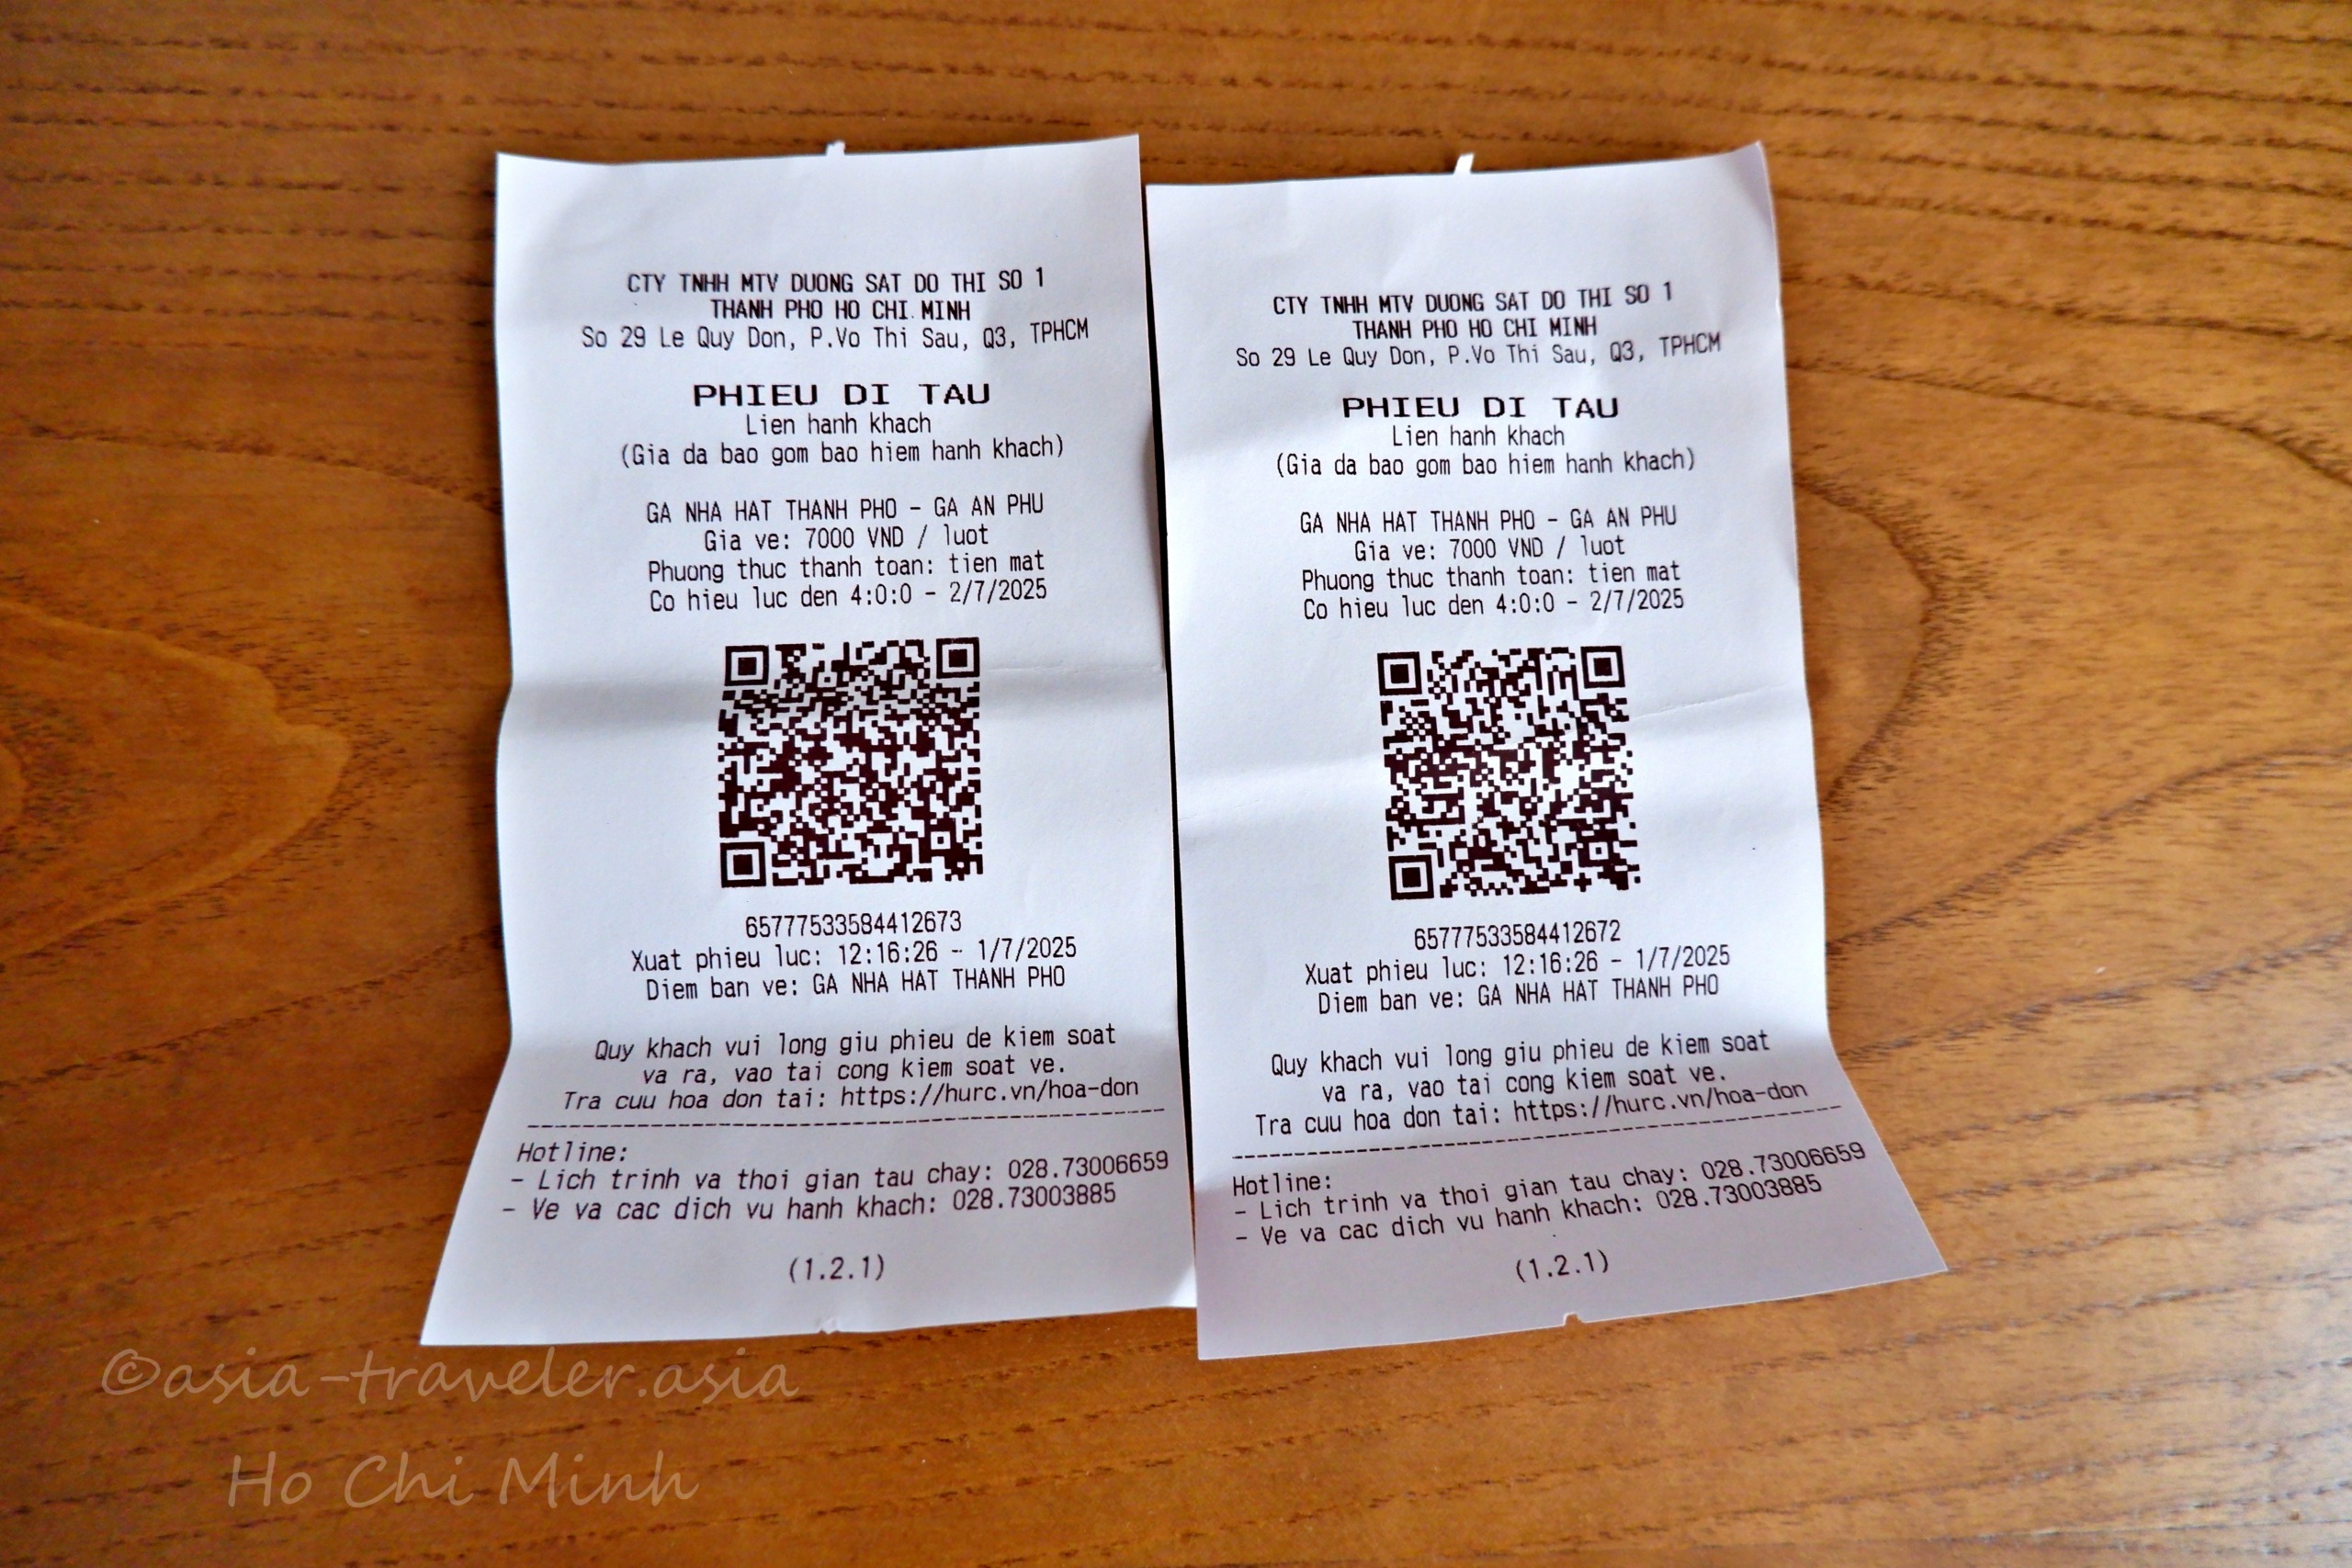 CTY TNHH MTV DUONG SAT DO THI SO 1
THANH PHO HO CHI MINH
So 29 Le Quy Don, P.Vo Thi Sau, Q3, TPHCM
PHIEU DI TAU
Lien hanh khach
(Gia da bao gom bao hiem hanh khach)
GA NHA HAT THANH PHO - GA AN PHU
Gia ve: 7000 VND / luot
Phuong thuc thanh toan: tien mat
Co hieu luc den 4:0:0 - 2/7/2025
65777533584412673
Xuat phieu luc: 12:16:26 - 1/7/2025
Diem ban ve: GA NHA HAT THANH PHO
Quy khach vui long giu phieu de kiem soat
va ra, vao tai cong kiem soat ve.
Tra cuu hoa don tai: https://hurc.vn/hoa-don
Hotline:
- Lich trinh va thoi gian tau chay: 028.73006659
- Ve va cac dich vu hanh khach: 028.73003885
(1.2.1)
CTY TNHH MTV DUONG SAT DO THI SO 1
THANH PHO HO CHI MINH
So 29 Le Quy Don, P.Vo Thi Sau, Q3, TPHCM
PHIEU DI TAU
Lien hanh khach
(Gia da bao gom bao hiem hanh khach)
GA NHA HAT THANH PHO - GA AN PHU
Gia ve: 7000 VND / luot
Phuong thuc thanh toan: tien mat
Co hieu luc den 4:0:0 - 2/7/2025
65777533584412672
Xuat phieu luc: 12:16:26 - 1/7/2025
Diem ban ve: GA NHA HAT THANH PHO
Quy khach vui long giu phieu de kiem soat
va ra, vao tai cong kiem soat ve.
Tra cuu hoa don tai: https://hurc.vn/hoa-don
Hotline:
- Lich trinh va thoi gian tau chay: 028.73006659
- Ve va cac dich vu hanh khach: 028.73003885
(1.2.1)
©asia-traveler.asia
Ho Chi Minh